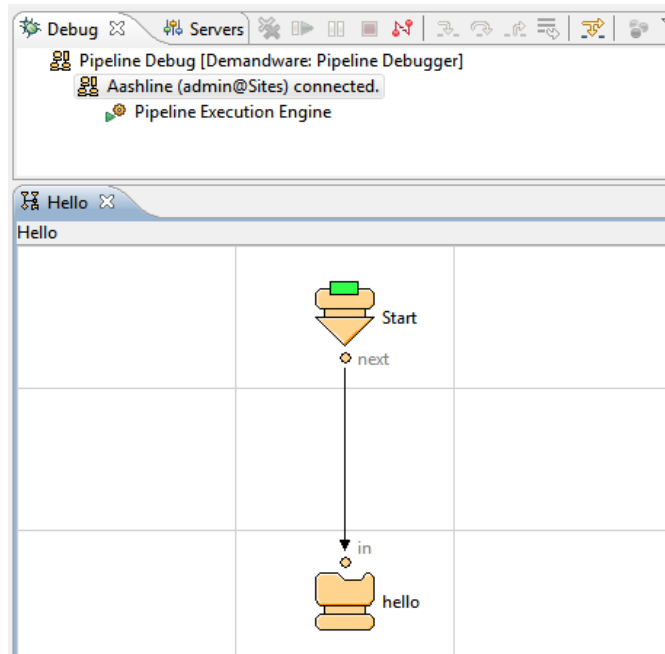 Debug Servers
Pipeline Debug [Demandware: Pipeline Debugger]
Aashline (admin@Sites) connected.
Pipeline Execution Engine
Hello
Hello
Start
next
in
hello